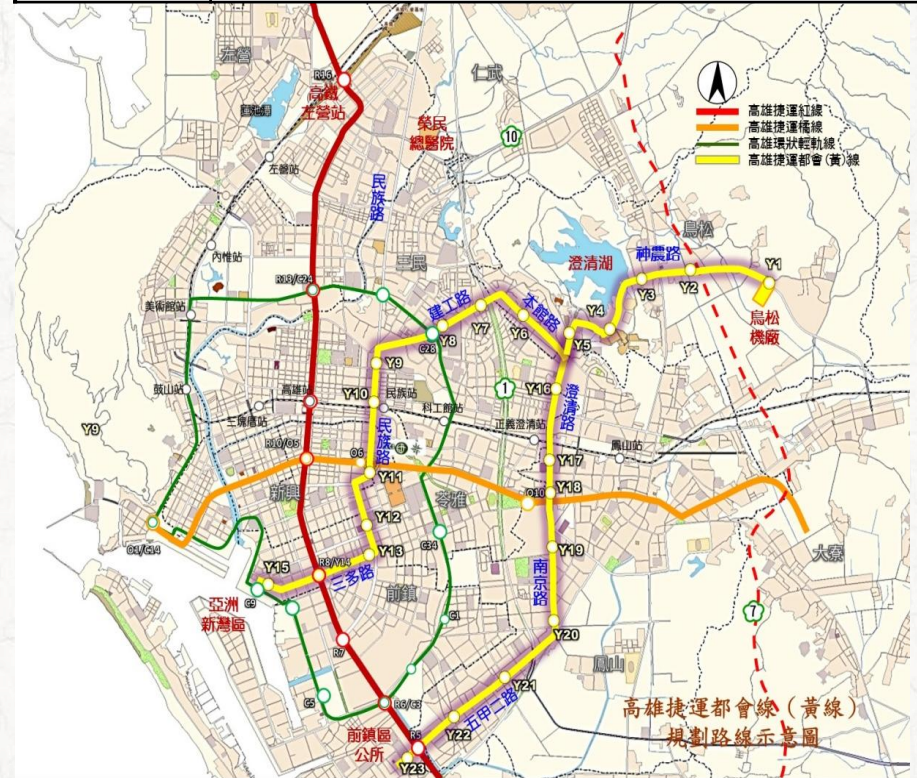 左營
R16
高鐵
左營站
蓮池潭
仁武
榮民
總醫院
10
高雄捷運紅線
高雄捷運橘線
高雄環狀輕軌線
高雄捷運都會(黃)線
左營站
民族路
內惟站
三民
R13/C24
美術館站
鳥松
神農路
Y1
澄清湖
Y2
Y3
鳥松
機廠
建工路
本館路
Y4
Y5
Y6
Y7
Y8
C28
Y9
鼓山站
高雄站
Y10
民族站
1
Y16
澄清路
三塊厝站
科工館站
正義澄清站
鳳山站
Y9
民族路
R10/O5
O6
Y11
Y17
新興
苓雅
O10
Y18
O1/C14
Y12
C34
Y13
Y19
大寮
R8/Y14
三多路
Y15
C9
前鎮
南京路
亞洲
新灣區
C1
7
Y20
R7
鳳山
C5
R6/C3
Y21
五甲二路
Y22
前鎮區
公所
R5
Y23
高雄捷運都會線（黃線）
規劃路線示意圖